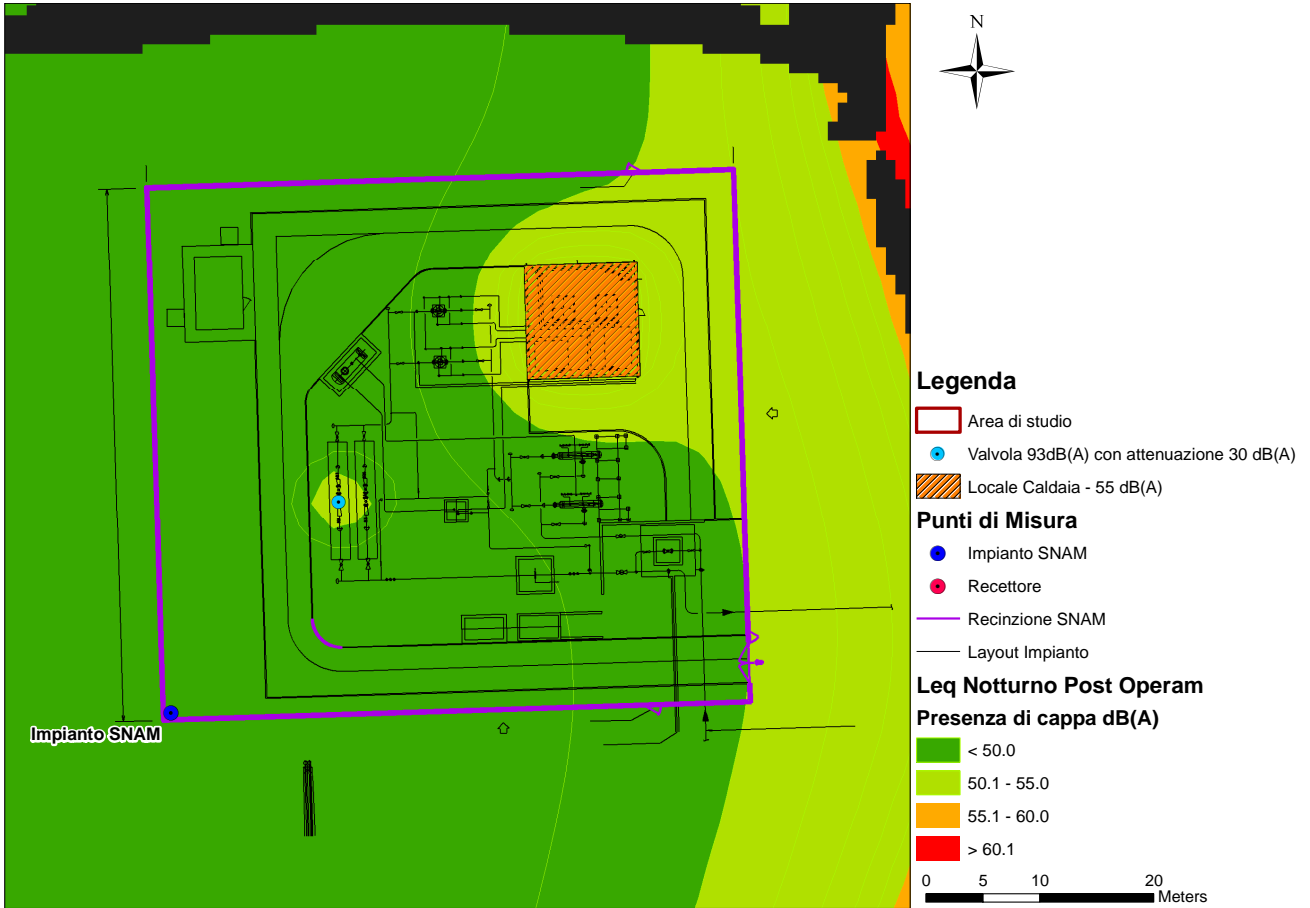 N
Impianto SNAM
Legenda
Area di studio
Valvola 93dB(A) con attenuazione 30 dB(A)
Locale Caldaia - 55 dB(A)
Punti di Misura
Impianto SNAM
Recettore
Recinzione SNAM
Layout Impianto
Leq Notturno Post Operam
Presenza di cappa dB(A)
< 50.0
50.1 - 55.0
55.1 - 60.0
> 60.1
0 5 10 20
Meters